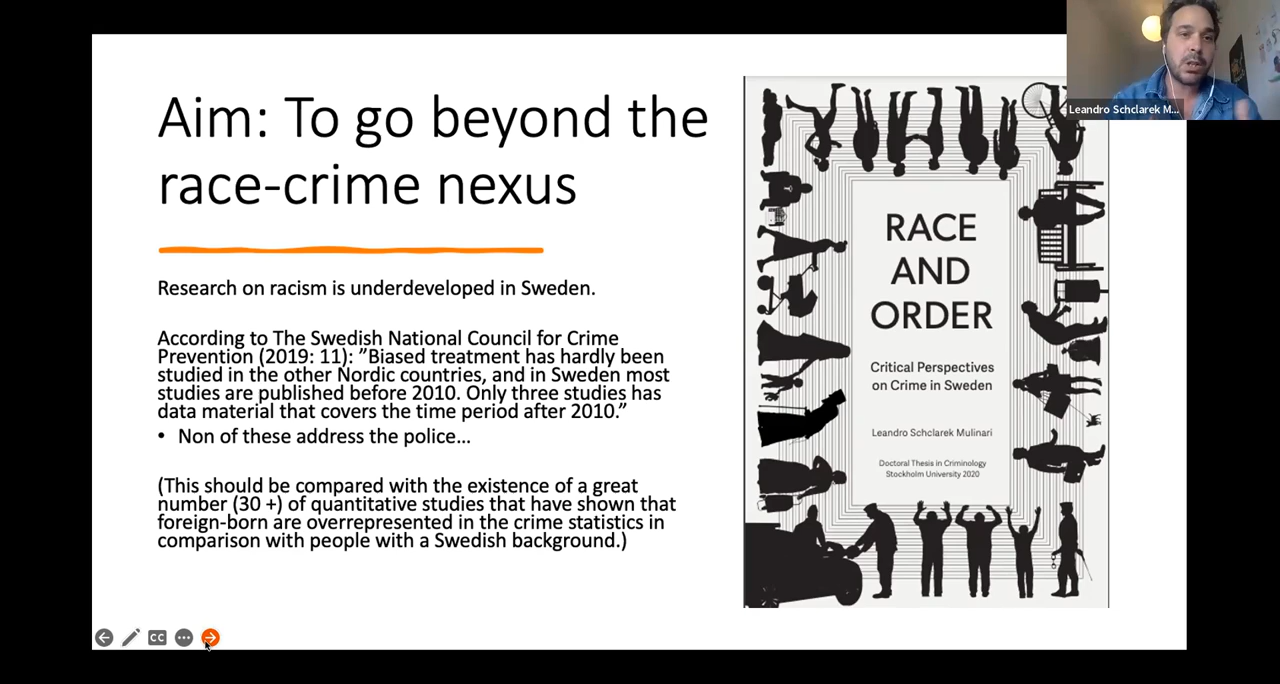 Aim: To go beyond the
race-crime nexus
Research on racism is underdeveloped in Sweden.
According to The Swedish National Council for Crime
Prevention (2019: 11): ”Biased treatment has hardly been
studied in the other Nordic countries, and in Sweden most
studies are published before 2010. Only three studies has
data material that covers the time period after 2010.”
• Non of these address the police...
(This should be compared with the existence of a great
number (30 +) of quantitative studies that have shown that
foreign-born are overrepresented in the crime statistics in
comparison with people with a Swedish background.)
RACE
AND
ORDER
Critical Perspectives
on Crime in Sweden
Leandro Schclarek Mulinari
Doctoral Thesis in Criminology
Stockholm University 2020
Leandro Schclarek M...
CC